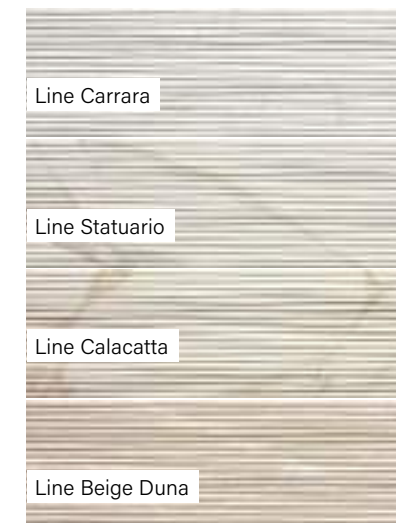 Line Carrara
Line Statuario
Line Calacatta
Line Beige Duna